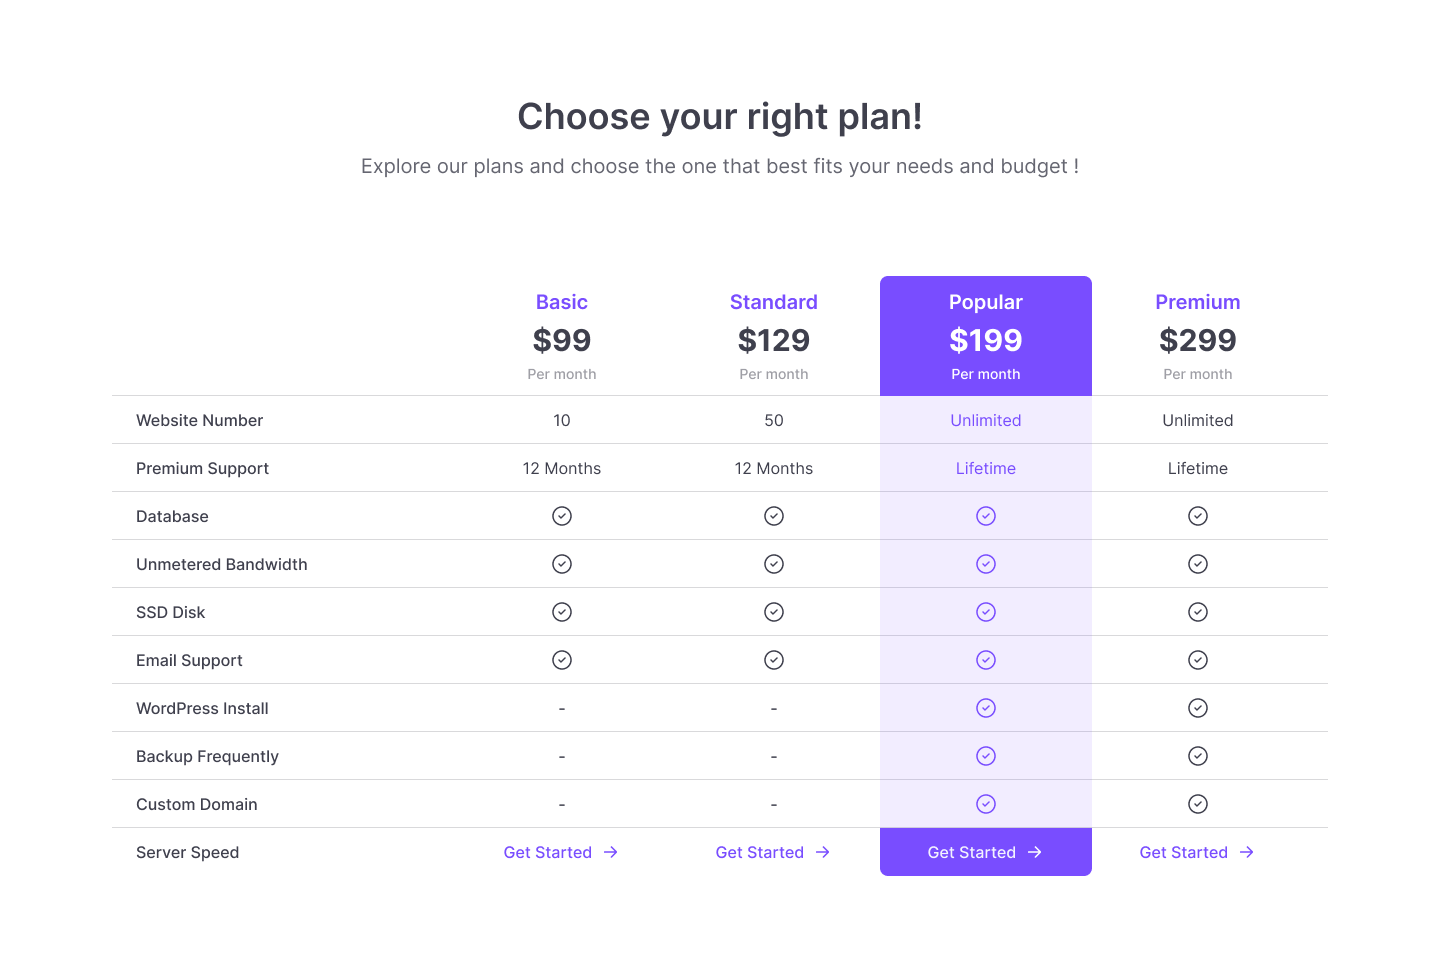 Choose your right plan!
Explore our plans and choose the one that best fits your needs and budget !
Basic Standard Popular Premium
$99 $129 $199 $299
Per month Per month Per month Per month
Website Number 10 50 Unlimited Unlimited
Premium Support 12 Months 12 Months Lifetime Lifetime
Database
Unmetered Bandwidth
SSD Disk
Email Support
WordPress Install - -
Backup Frequently - -
Custom Domain - -
Server Speed Get Started → Get Started → Get Started → Get Started →